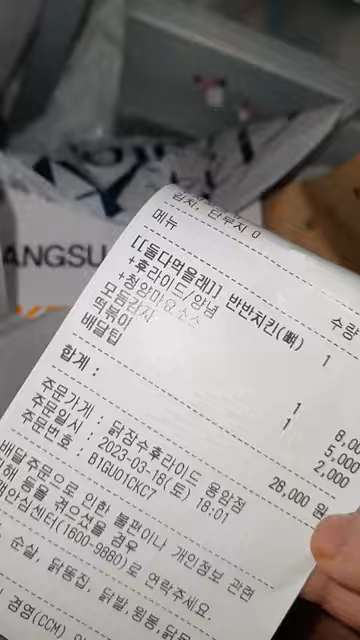 ANGSU
김치, 단무지 0
메뉴 수량
[[둘다먹을래]] 반반치킨(뼈) 1
+후라이드/양념
+청양마요소스
모둠감자 1 8,00
떡볶이 1 5,000
배달팁 2,000
합계 : 28,000 원
주문가게 : 닭장수후라이드 응암점
주문일시 : 2023-03-18(토) 18:01
주문번호 : B1GU01CKC7
배달 주문으로 인한 불편이나 개인정보 관련
피해 등을 겪으셨을 경우
객안심센터(1600-9880)로 연락주세요
, 순살, 닭똥집, 닭발, 윙봉, 닭
경영(CCM) 인